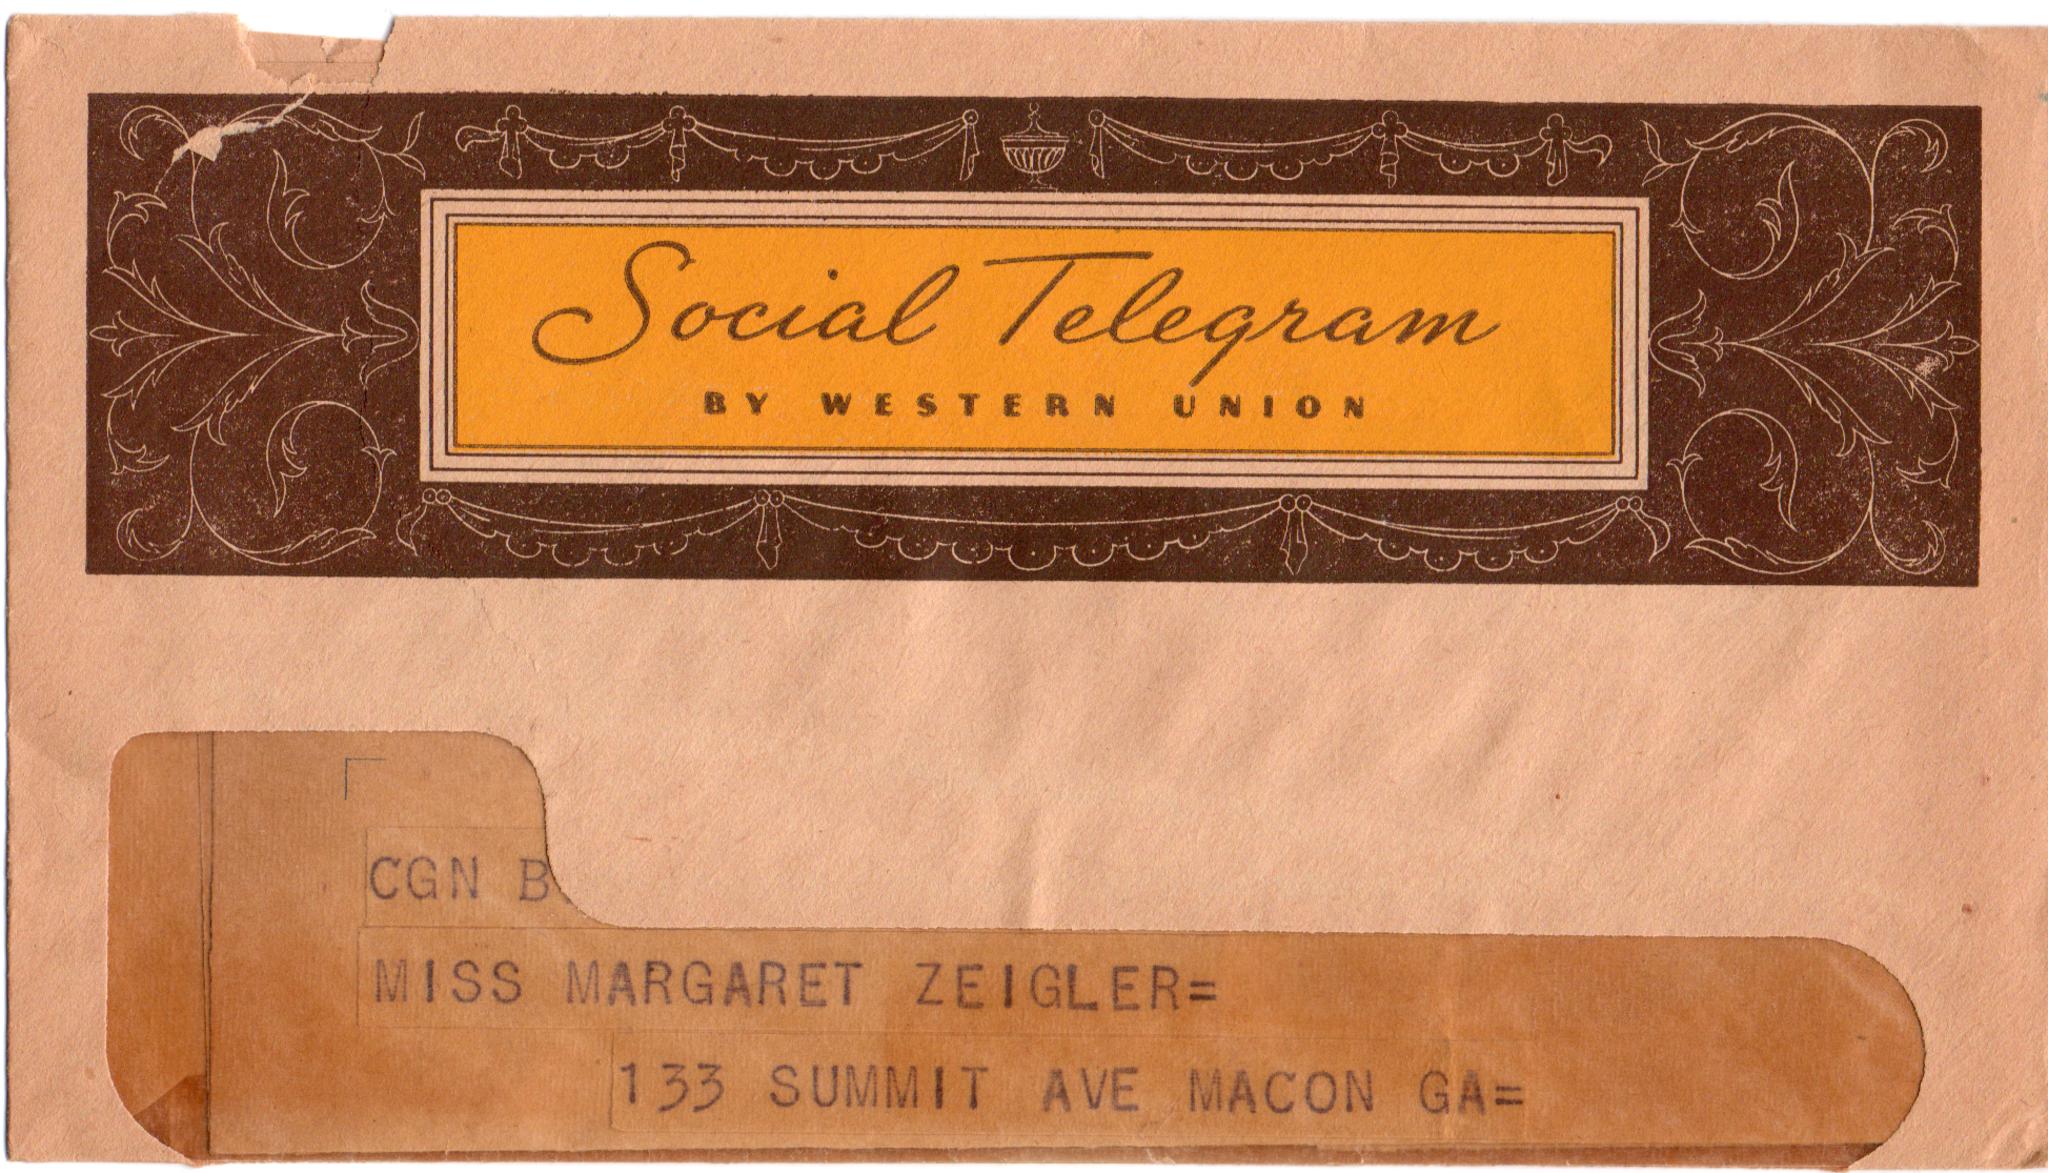 Social Telegram
BY WESTERN UNION
CGN B
MISS MARGARET ZEIGLER=
133 SUMMIT AVE MACON GA=